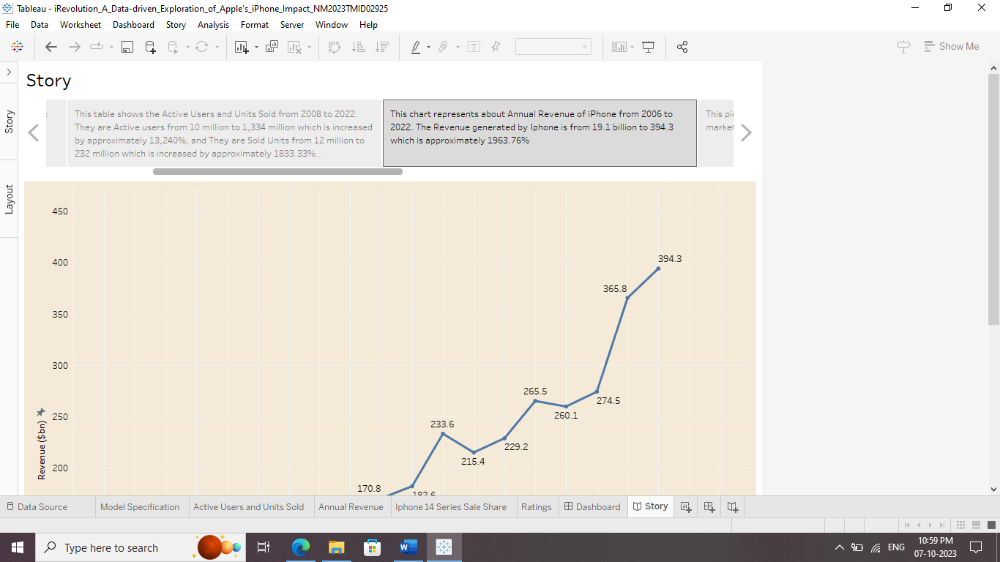 Tableau - iRevolution_A_Data-driven_Exploration_of_Apple's_iPhone_Impact_NM2023TMID02925
File Data Worksheet Dashboard Story Analysis Format Server Window Help
Show Me
Story
Layout
Story
This table shows the Active Users and Units Sold from 2008 to 2022.
They are Active users from 10 million to 1,334 million which is increased
by approximately 13,240%, and They are Sold Units from 12 million to
232 million which is increased by approximately 1833.33%..
This chart represents about Annual Revenue of iPhone from 2006 to
2022. The Revenue generated by Iphone is from 19.1 billion to 394.3
which is approximately 1963.76%
This pi
market
450
400
350
300
250
200
Revenue ($bn)
394.3
365.8
274.5
265.5
260.1
233.6
229.2
215.4
170.8
182.6
Data Source Model Specification Active Users and Units Sold Annual Revenue Iphone 14 Series Sale Share Ratings Dashboard Story
Type here to search
ENG
10:59 PM
07-10-2023